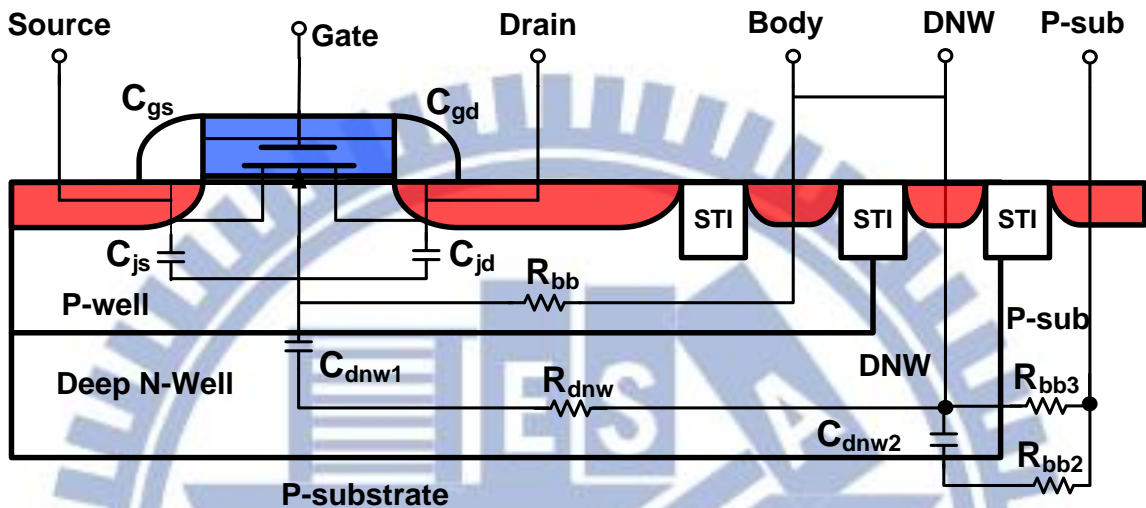 Source
Gate
Drain
Body
DNW
P-sub
Cgs
Cgd
STI
STI
STI
Cjs
Cjd
Rbb
P-well
P-sub
Cdnw1
Deep N-Well
Rdnw
DNW
Rbb3
Cdnw2
Rbb2
P-substrate
ESA